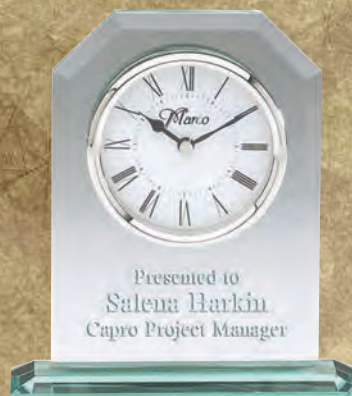 Marco
Presented to
Salena Harkin
Capro Project Manager